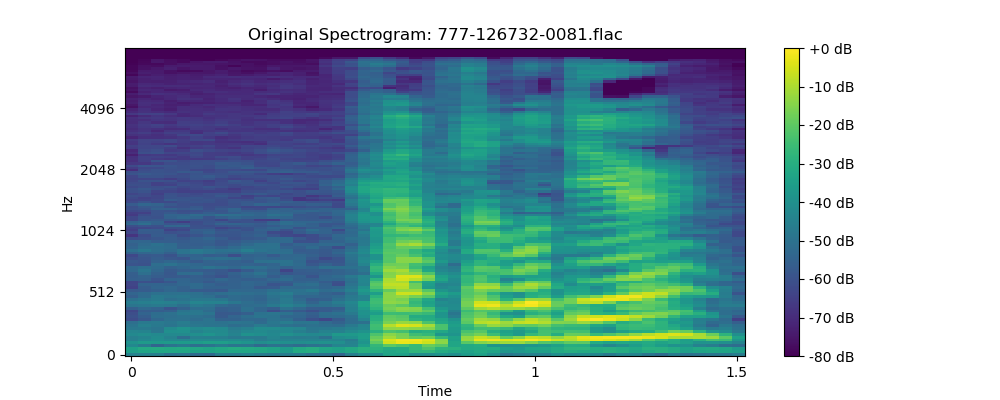 Original Spectrogram: 777-126732-0081.flac
Hz
4096
2048
1024
512
0
0 0.5 1 1.5
Time
+0 dB
-10 dB
-20 dB
-30 dB
-40 dB
-50 dB
-60 dB
-70 dB
-80 dB